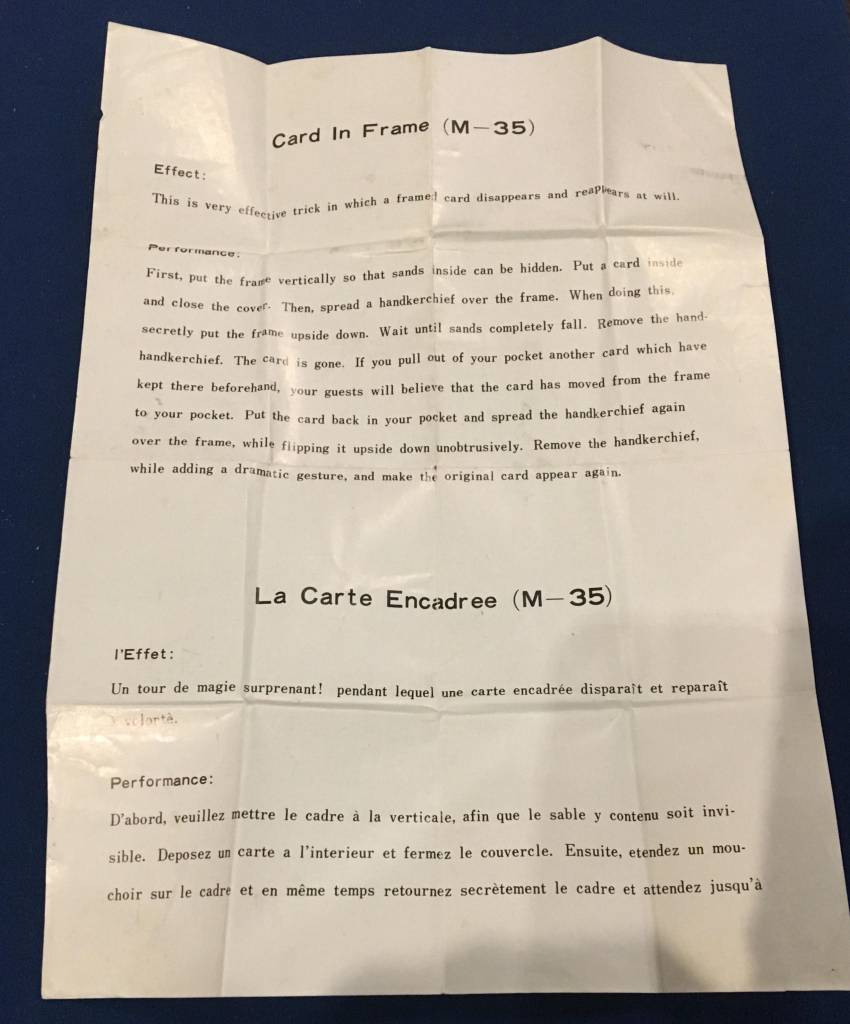 Card In Frame (M-35)
Effect:
This is very effective trick in which a framed card disappears and reappears at will.
Performance:
First, put the frame vertically so that sands inside can be hidden. Put a card inside
and close the cover. Then, spread a handkerchief over the frame. When doing this,
secretly put the frame upside down. Wait until sands completely fall. Remove the hand-
handkerchief. The card is gone. If you pull out of your pocket another card which have
kept there beforehand, your guests will believe that the card has moved from the frame
to your pocket. Put the card back in your pocket and spread the handkerchief again
over the frame, while flipping it upside down unobtrusively. Remove the handkerchief,
while adding a dramatic gesture, and make the original card appear again.
La Carte Encadree (M-35)
l'Effet:
Un tour de magie surprenant! pendant lequel une carte encadrée disparaît et reparaît
Performance:
D'abord, veuillez mettre le cadre à la verticale, afin que le sable y contenu soit invi-
sible. Deposez un carte a l'interieur et fermez le couvercle. Ensuite, etendez un mou-
choir sur le cadre et en même temps retournez secrètement le cadre et attendez jusqu'à